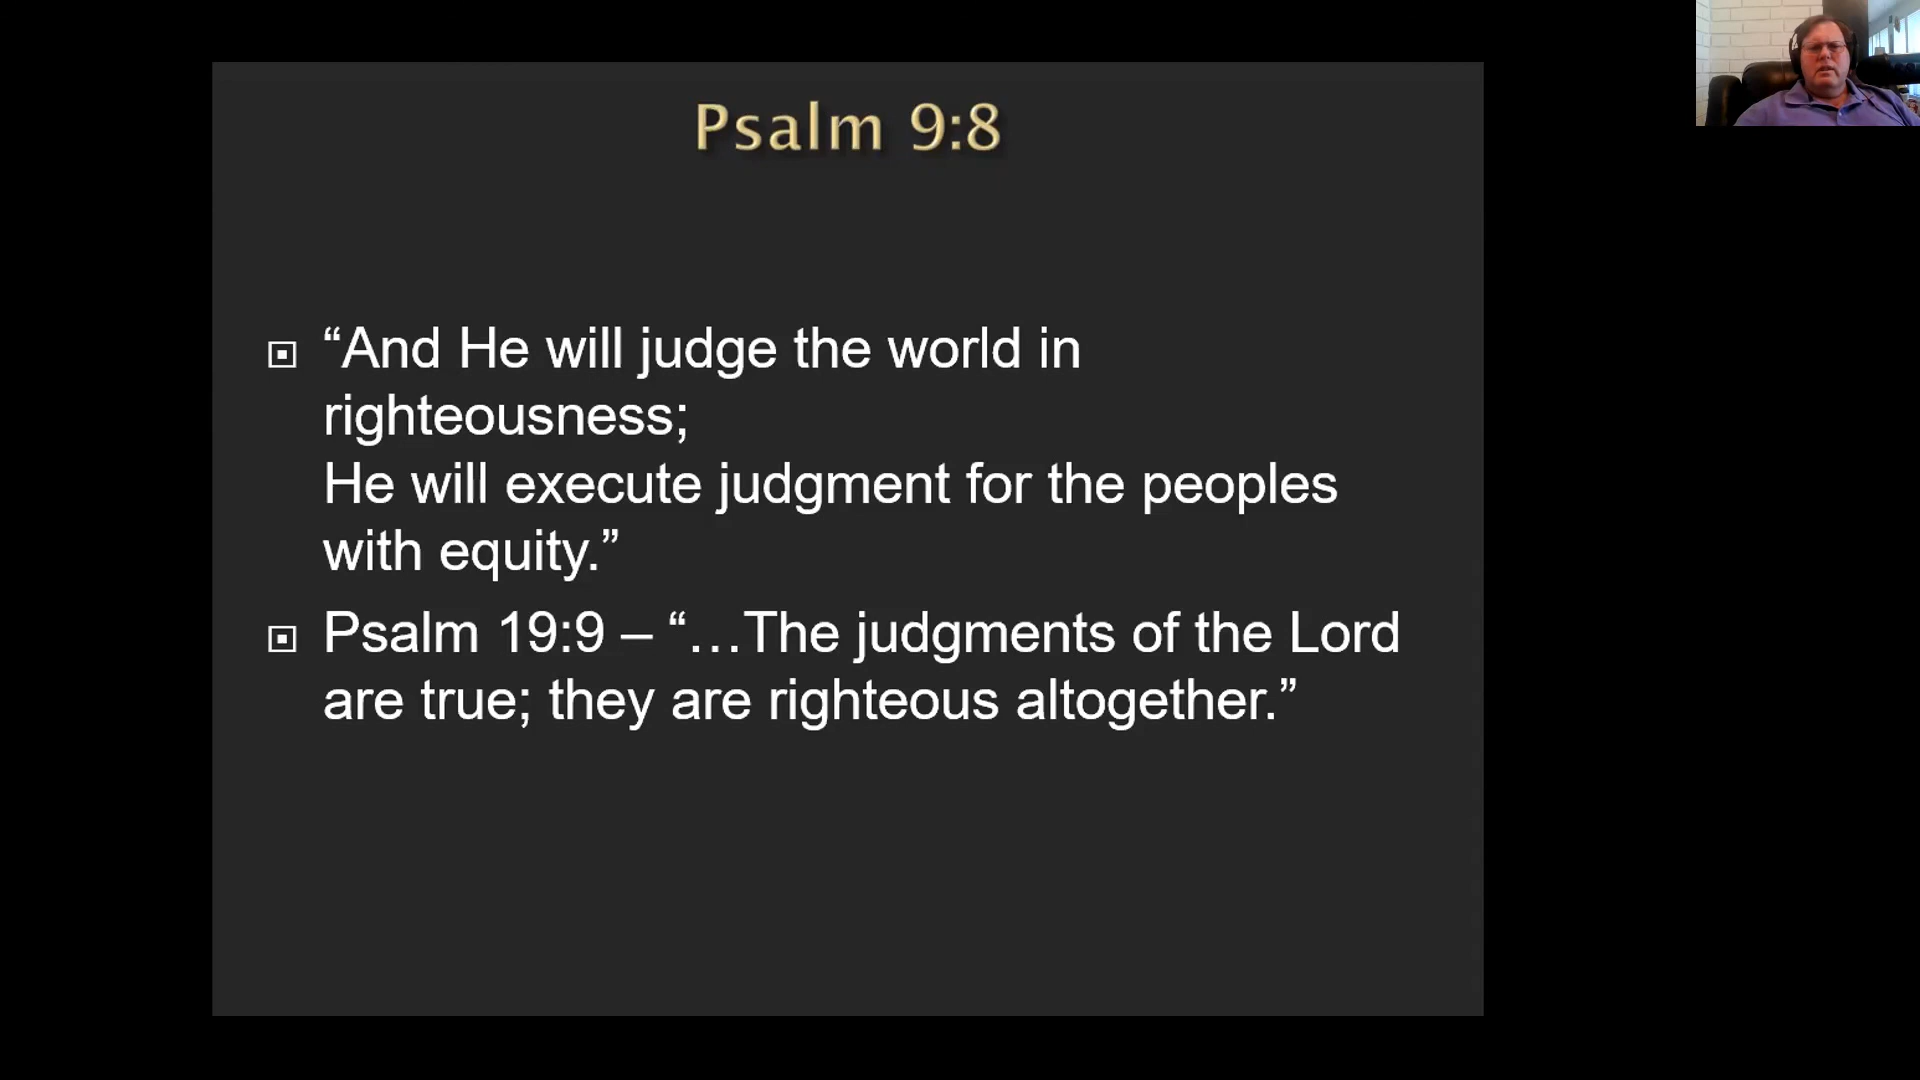 Psalm 9:8
“And He will judge the world in
righteousness;
He will execute judgment for the peoples
with equity.”
Psalm 19:9 – “…The judgments of the Lord
are true; they are righteous altogether.”